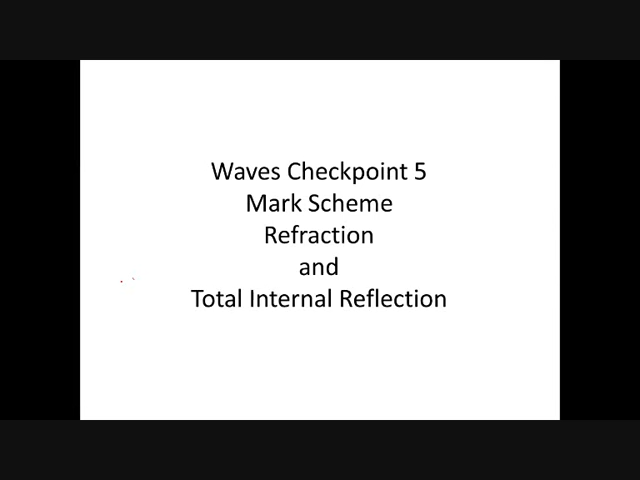 Waves Checkpoint 5
Mark Scheme
Refraction
and
Total Internal Reflection